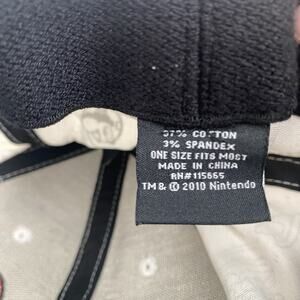 97% COTTON
3% SPANDEX
ONE SIZE FITS MOST
MADE IN CHINA
RN#115665
TM& © 2010 Nintendo